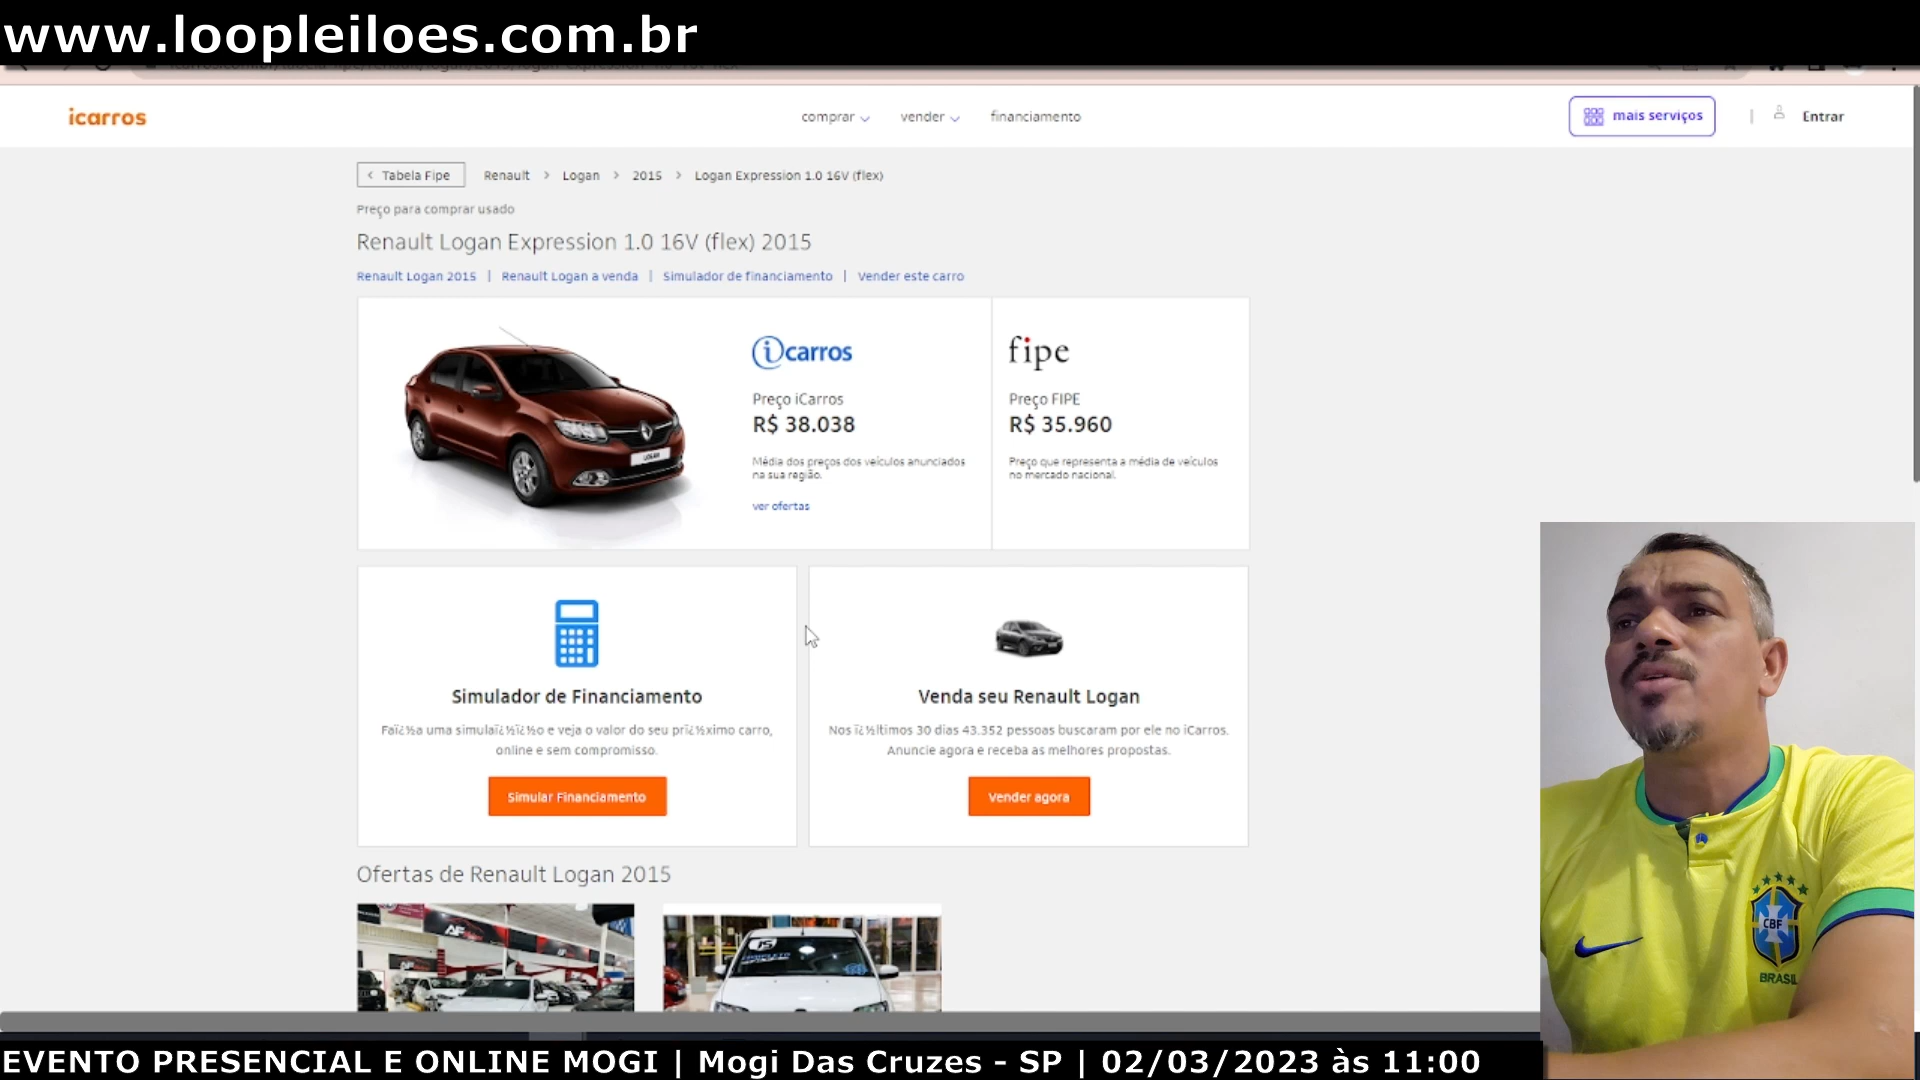 www.loopleiloes.com.br
icarros
comprar
vender
financiamento
mais serviços
|
Entrar
< Tabela Fipe
Renault > Logan > 2015 > Logan Expression 1.0 16V (flex)
Preço para comprar usado
Renault Logan Expression 1.0 16V (flex) 2015
Renault Logan 2015 | Renault Logan a venda | Simulador de financiamento | Vender este carro
LOGAN
icarros
Preço iCarros
R$ 38.038
Média dos preços dos veículos anunciados
na sua região.
ver ofertas
fipe
Preço FIPE
R$ 35.960
Preço que representa a média de veículos
no mercado nacional.
Simulador de Financiamento
Faï¿½a uma simulaï¿½ï¿½o e veja o valor do seu prï¿½ximo carro,
online e sem compromisso.
Simular Financiamento
Venda seu Renault Logan
Nos ï¿½ltimos 30 dias 43.352 pessoas buscaram por ele no iCarros.
Anuncie agora e receba as melhores propostas.
Vender agora
Ofertas de Renault Logan 2015
AF
15
CBF
BRASIL
EVENTO PRESENCIAL E ONLINE MOGI | Mogi Das Cruzes - SP | 02/03/2023 às 11:00